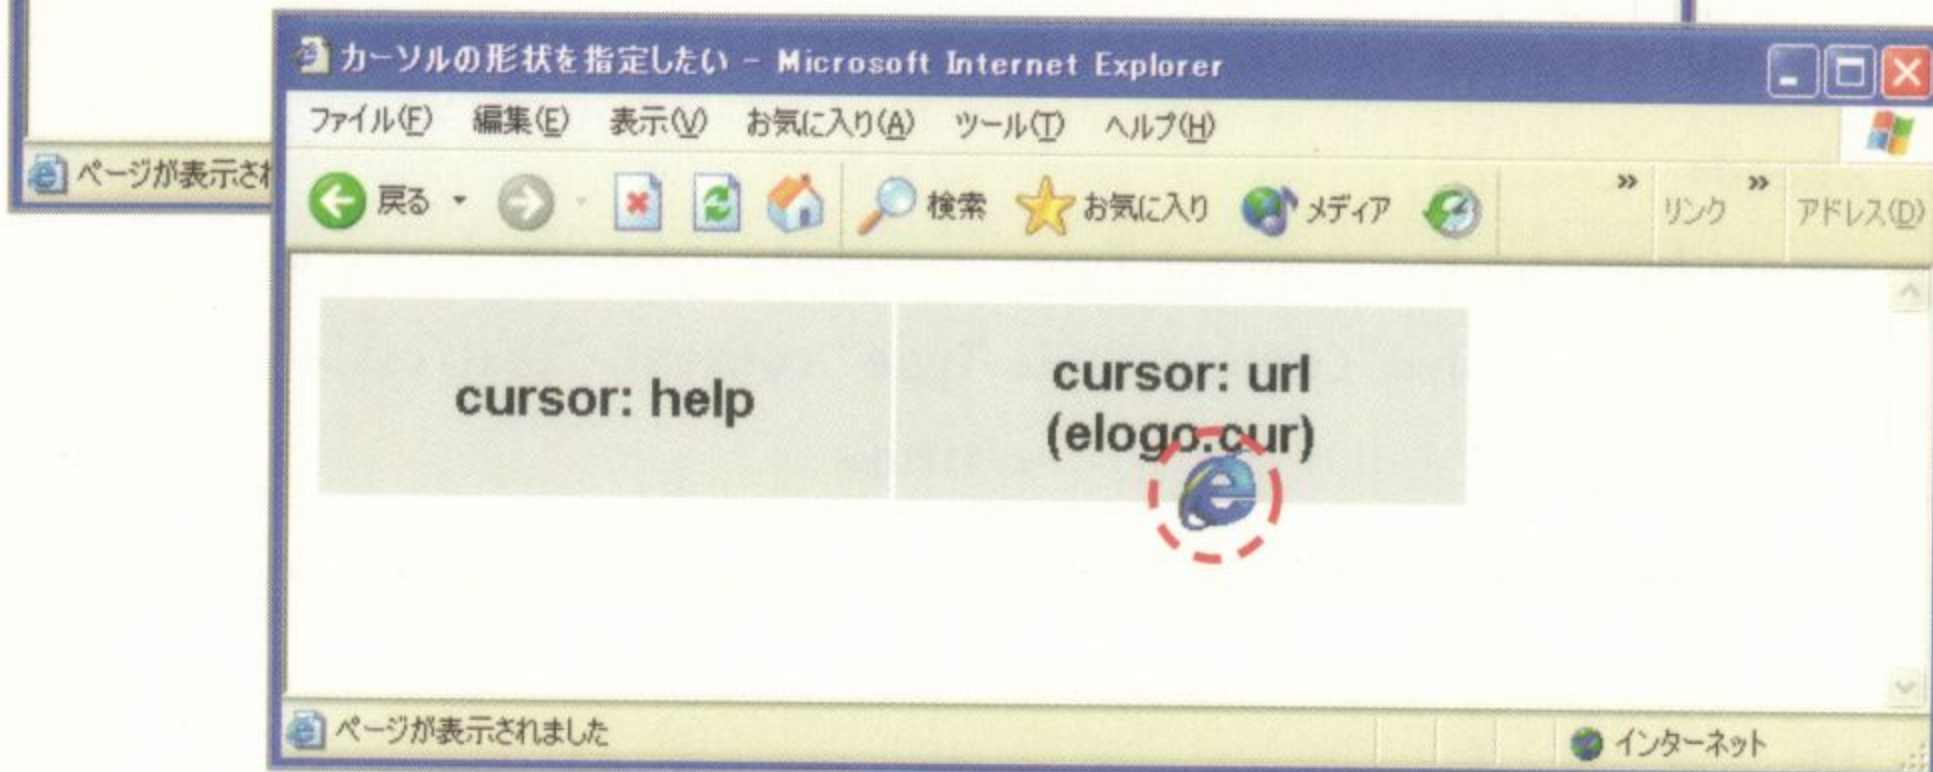 カーソルの形状を指定したい - Microsoft Internet Explorer
ファイル(F) 編集(E) 表示(V) お気に入り(A) ツール(T) ヘルプ(H)
ページが表示され
戻る 検索 お気に入り メディア » リンク » アドレス(D)
cursor: help
cursor: url
(elogo.cur)
ページが表示されました
インターネット